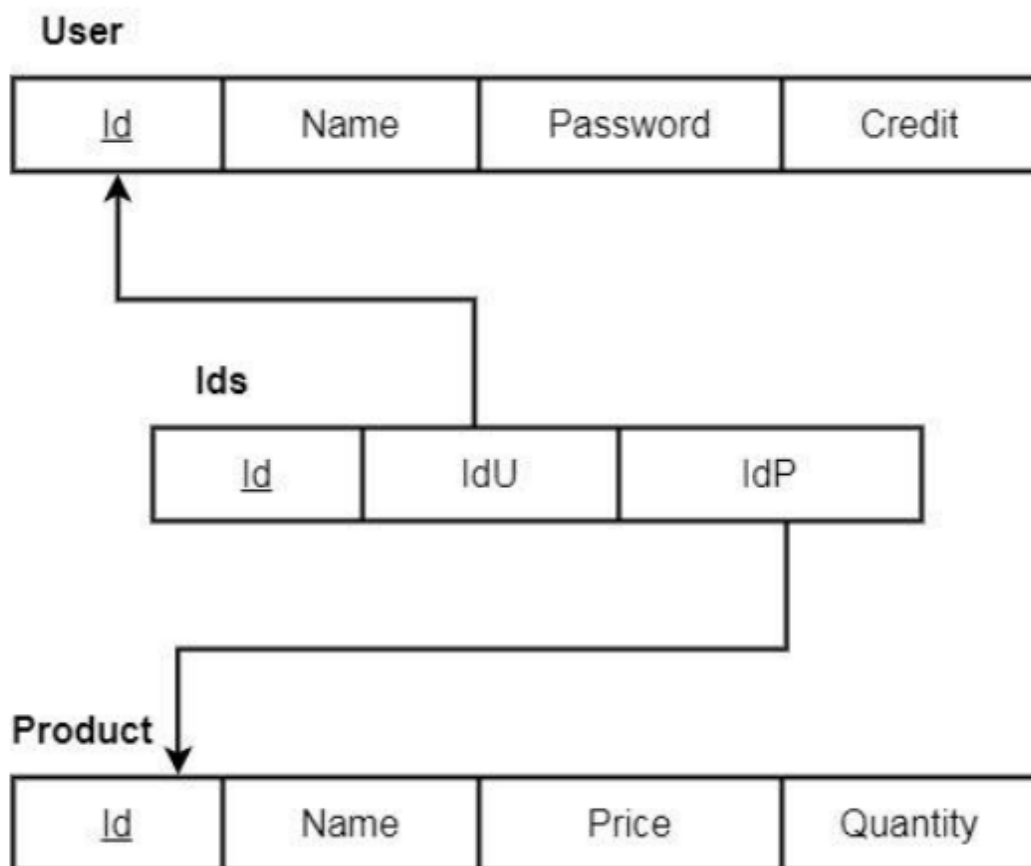 User
Id Name Password Credit
Ids
Id IdU IdP
Product
Id Name Price Quantity